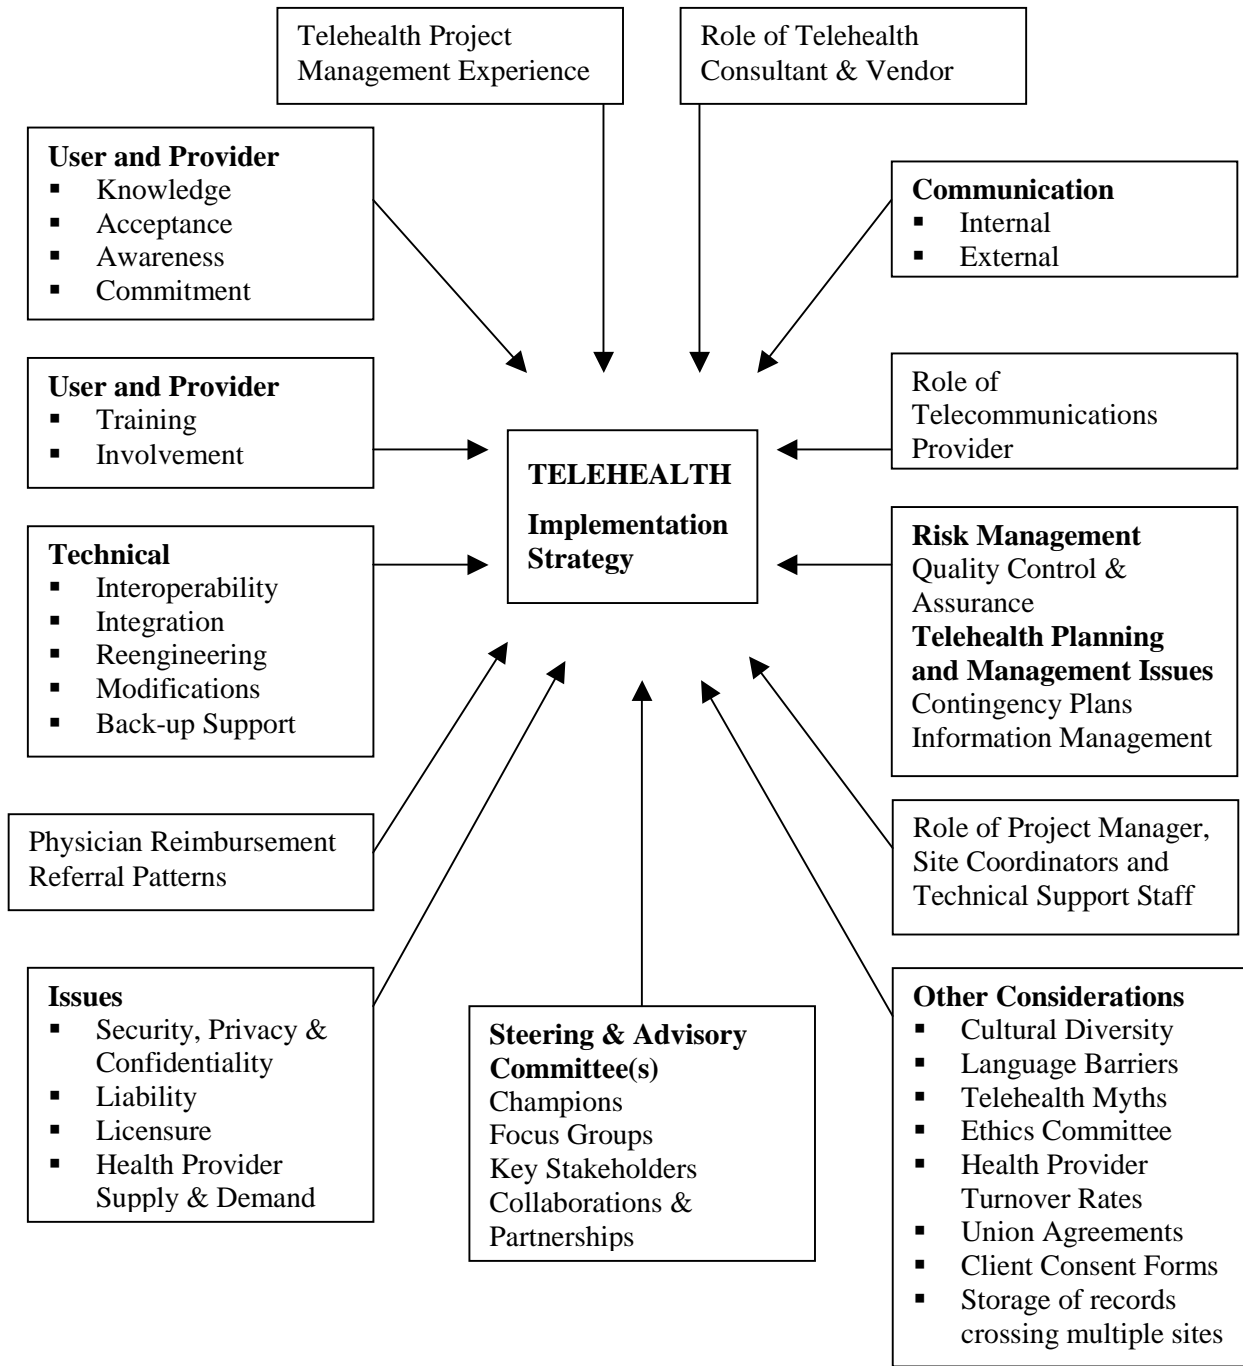 Telehealth Project
Management Experience
Role of Telehealth
Consultant & Vendor
User and Provider
▪ Knowledge
▪ Acceptance
▪ Awareness
▪ Commitment
Communication
▪ Internal
▪ External
User and Provider
▪ Training
▪ Involvement
Role of
Telecommunications
Provider
TELEHEALTH
Implementation
Strategy
Technical
▪ Interoperability
▪ Integration
▪ Reengineering
▪ Modifications
▪ Back-up Support
Risk Management
Quality Control &
Assurance
Telehealth Planning
and Management Issues
Contingency Plans
Information Management
Physician Reimbursement
Referral Patterns
Role of Project Manager,
Site Coordinators and
Technical Support Staff
Issues
▪ Security, Privacy &
Confidentiality
▪ Liability
▪ Licensure
▪ Health Provider
Supply & Demand
Steering & Advisory
Committee(s)
Champions
Focus Groups
Key Stakeholders
Collaborations &
Partnerships
Other Considerations
▪ Cultural Diversity
▪ Language Barriers
▪ Telehealth Myths
▪ Ethics Committee
▪ Health Provider
Turnover Rates
▪ Union Agreements
▪ Client Consent Forms
▪ Storage of records
crossing multiple sites